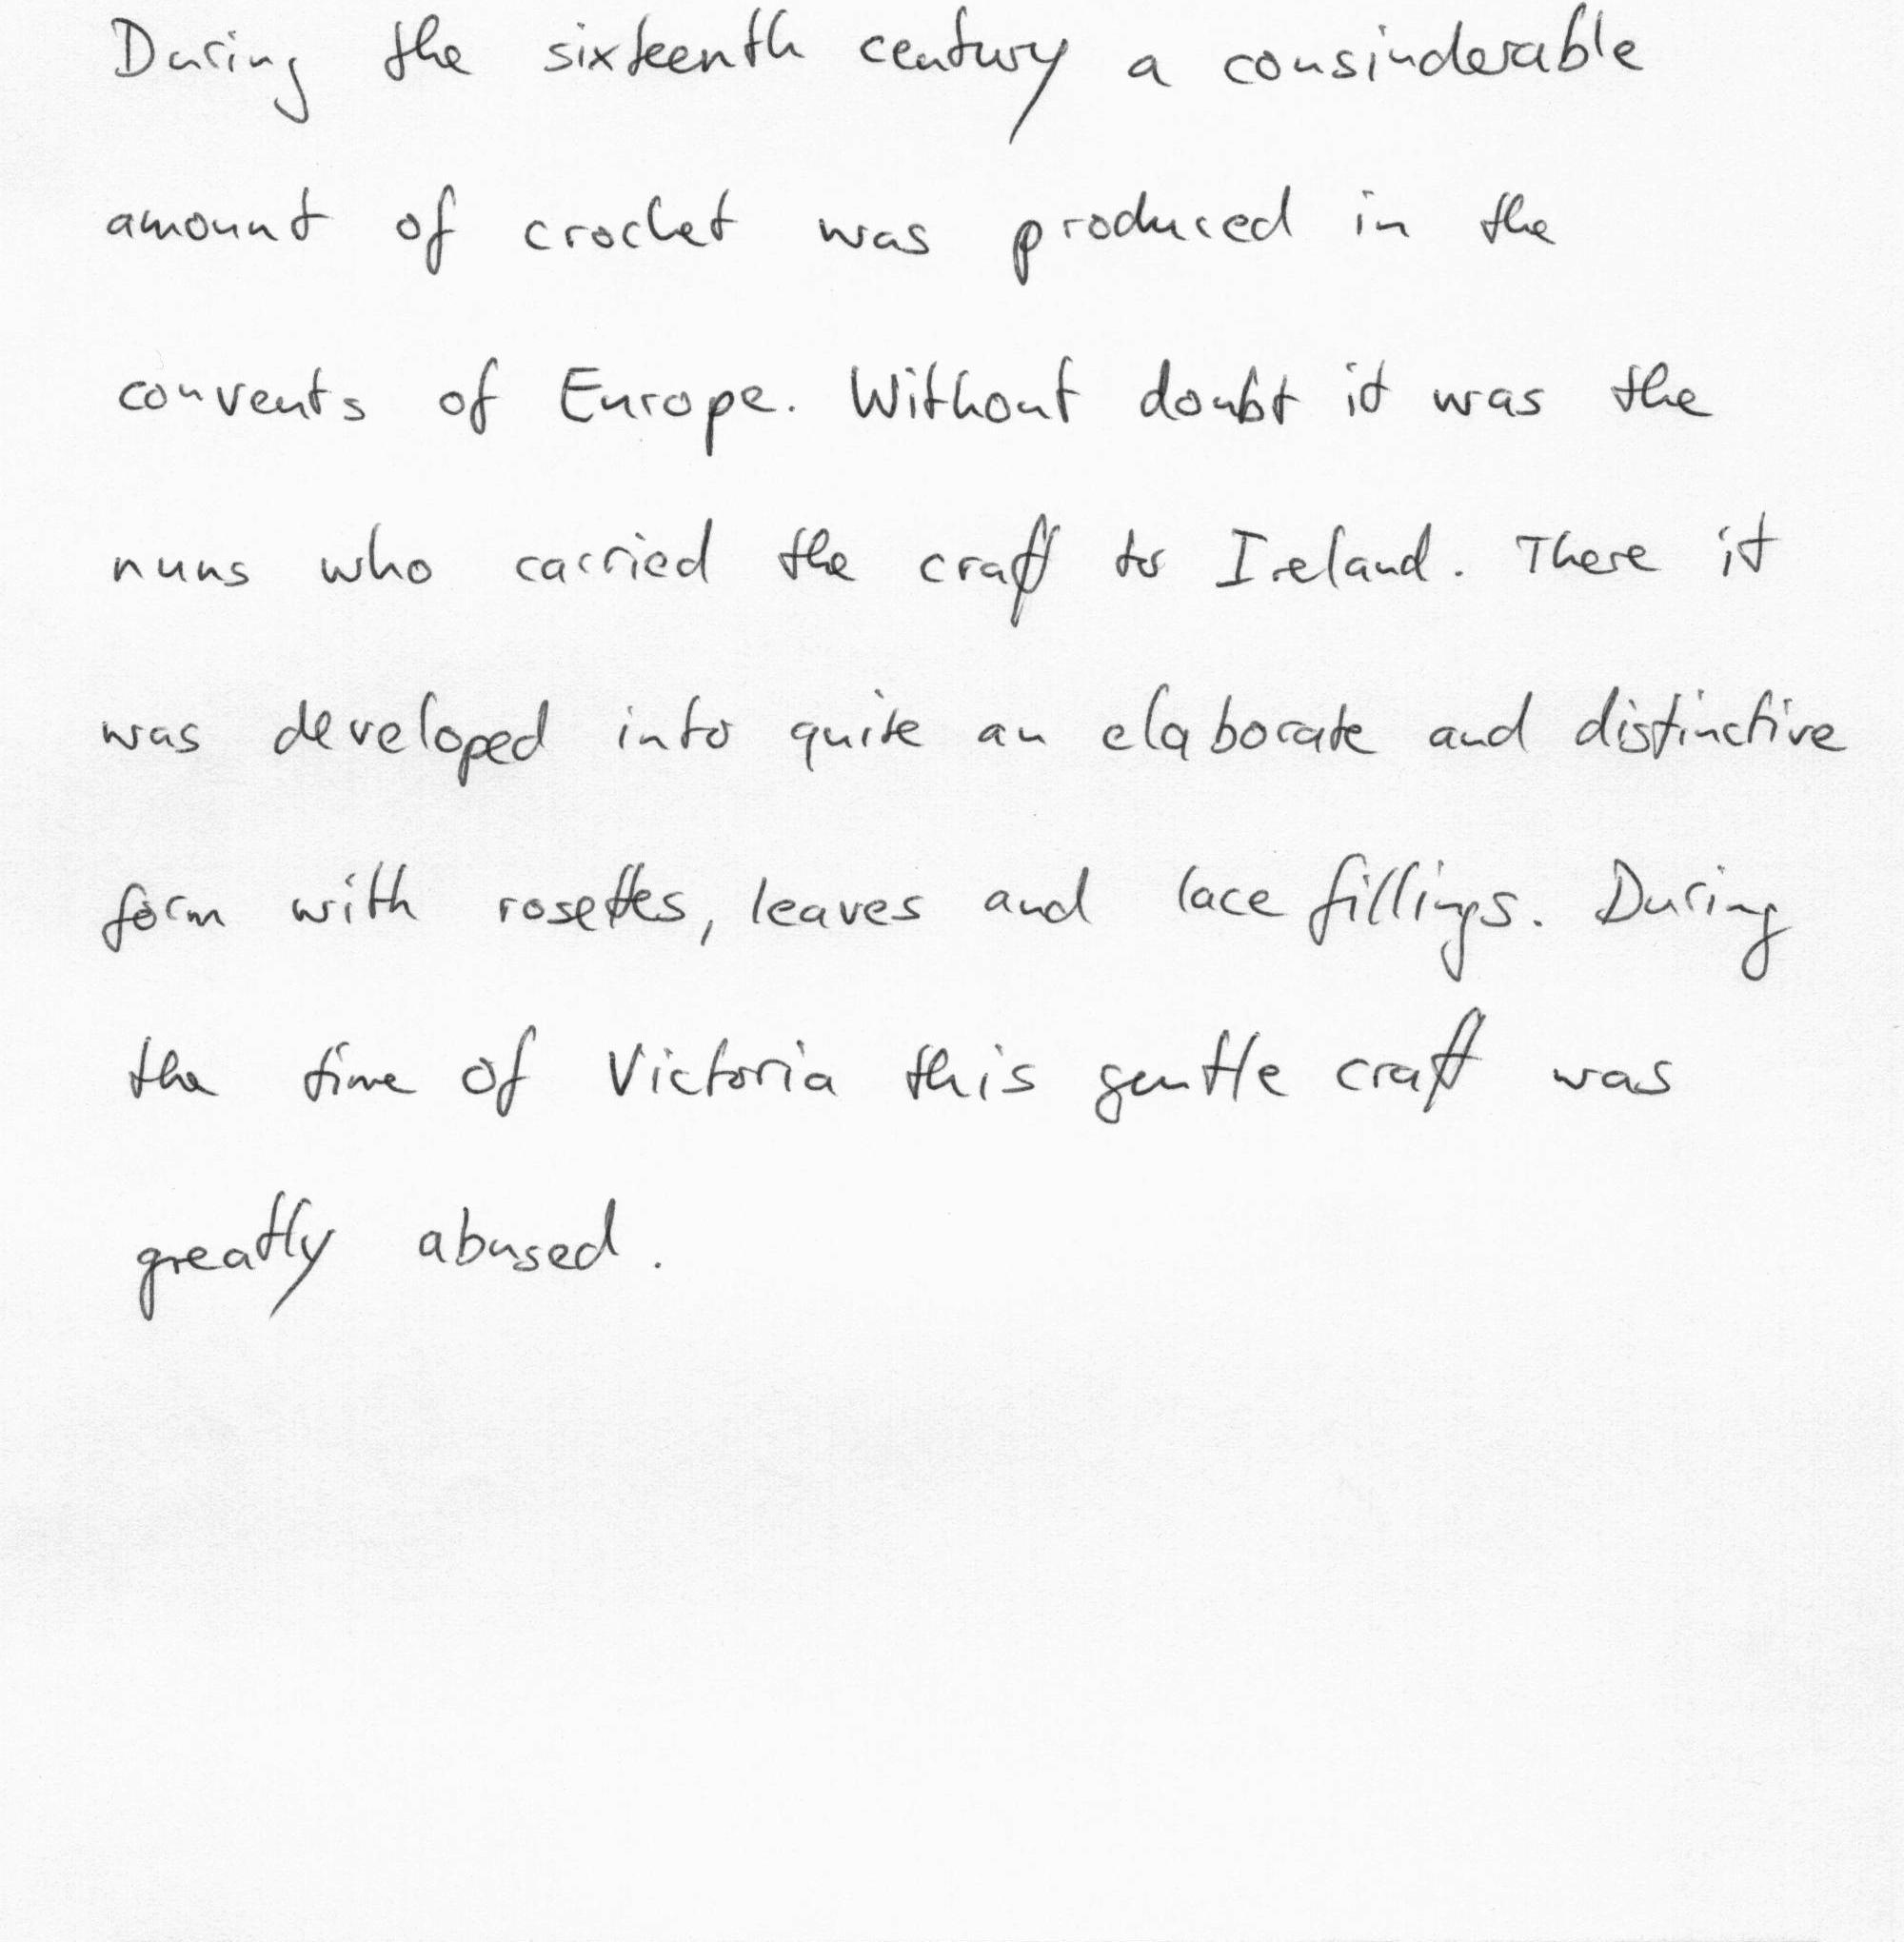 During the sixteenth century a consinderable
amount of crochet was produced in the
convents of Europe. Without doubt it was the
nuns who carried the craft to Ireland. There it
was developed into quite an elaborate and distinctive
form with rosettes, leaves and lace fillings. During
the time of Victoria this gentle craft was
greatly abused.